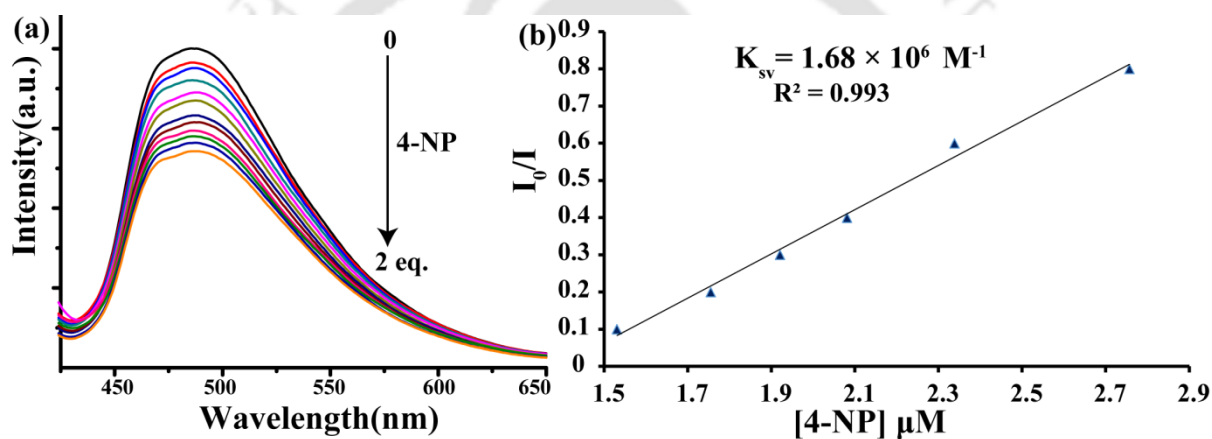 (a)
0
4-NP
2 eq.
Intensity(a.u.)
450
500
550
600
650
Wavelength(nm)
(b)
K_sv = 1.68 × 10⁶ M⁻¹
R² = 0.993
I₀/I
0.9
0.8
0.7
0.6
0.5
0.4
0.3
0.2
0.1
0
1.5
1.7
1.9
2.1
2.3
2.5
2.7
2.9
[4-NP] μM